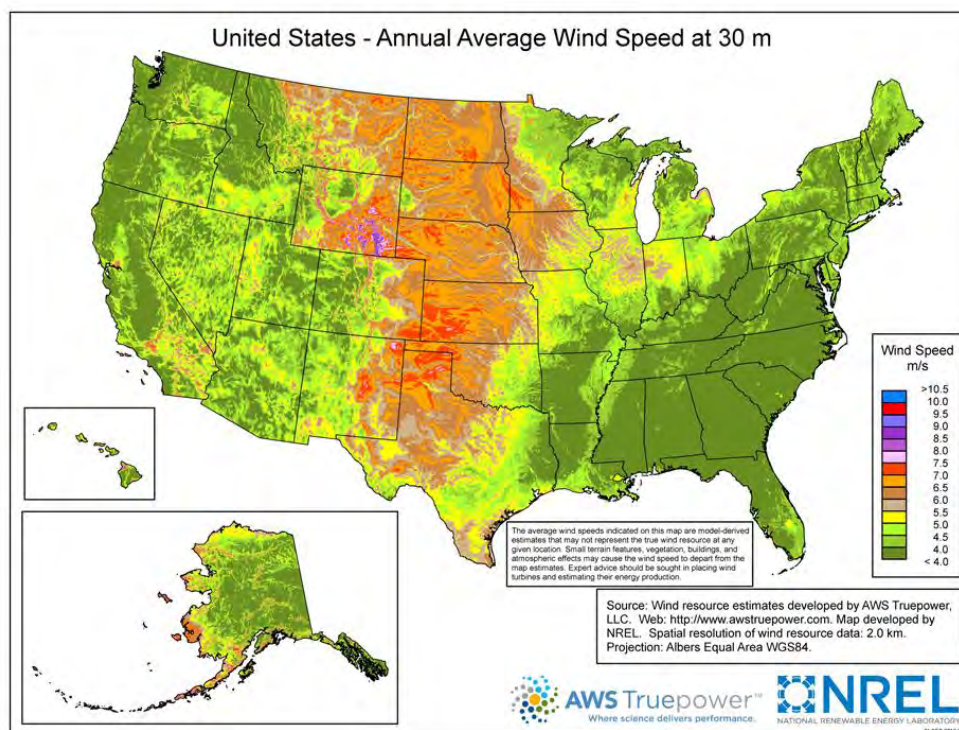 United States - Annual Average Wind Speed at 30 m
Wind Speed
m/s
>10.5
10.0
9.5
9.0
8.5
8.0
7.5
7.0
6.5
6.0
5.5
5.0
4.5
4.0
< 4.0
The average wind speeds indicated on this map are model-derived
estimates that may not represent the true wind resource at any
given location. Small terrain features, vegetation, buildings, and
atmospheric effects may cause the wind speed to depart from the
map estimates. Expert advice should be sought in placing wind
turbines and estimating their energy production.
Source: Wind resource estimates developed by AWS Truepower,
LLC. Web: http://www.awstruepower.com. Map developed by
NREL. Spatial resolution of wind resource data: 2.0 km.
Projection: Albers Equal Area WGS84.
AWS Truepower™
Where science delivers performance.
NREL
NATIONAL RENEWABLE ENERGY LABORATORY